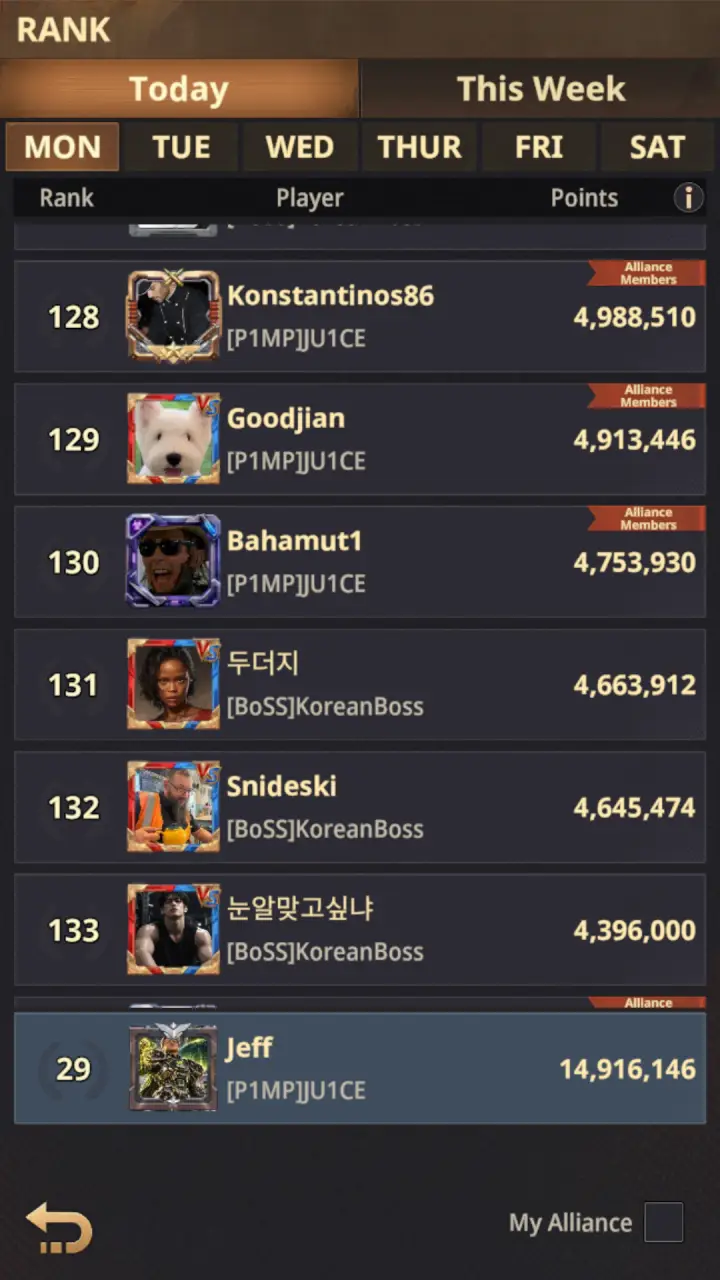 RANK
Today
This Week
MON
TUE
WED
THUR
FRI
SAT
Rank
Player
Points
128
Konstantinos86
[P1MP]JU1CE
Alliance
Members
4,988,510
129
Goodjian
[P1MP]JU1CE
Alliance
Members
4,913,446
130
Bahamut1
[P1MP]JU1CE
Alliance
Members
4,753,930
131
두더지
[BoSS]KoreanBoss
4,663,912
132
Snideski
[BoSS]KoreanBoss
4,645,474
133
눈알맞고싶냐
[BoSS]KoreanBoss
4,396,000
Alliance
29
Jeff
[P1MP]JU1CE
14,916,146
My Alliance